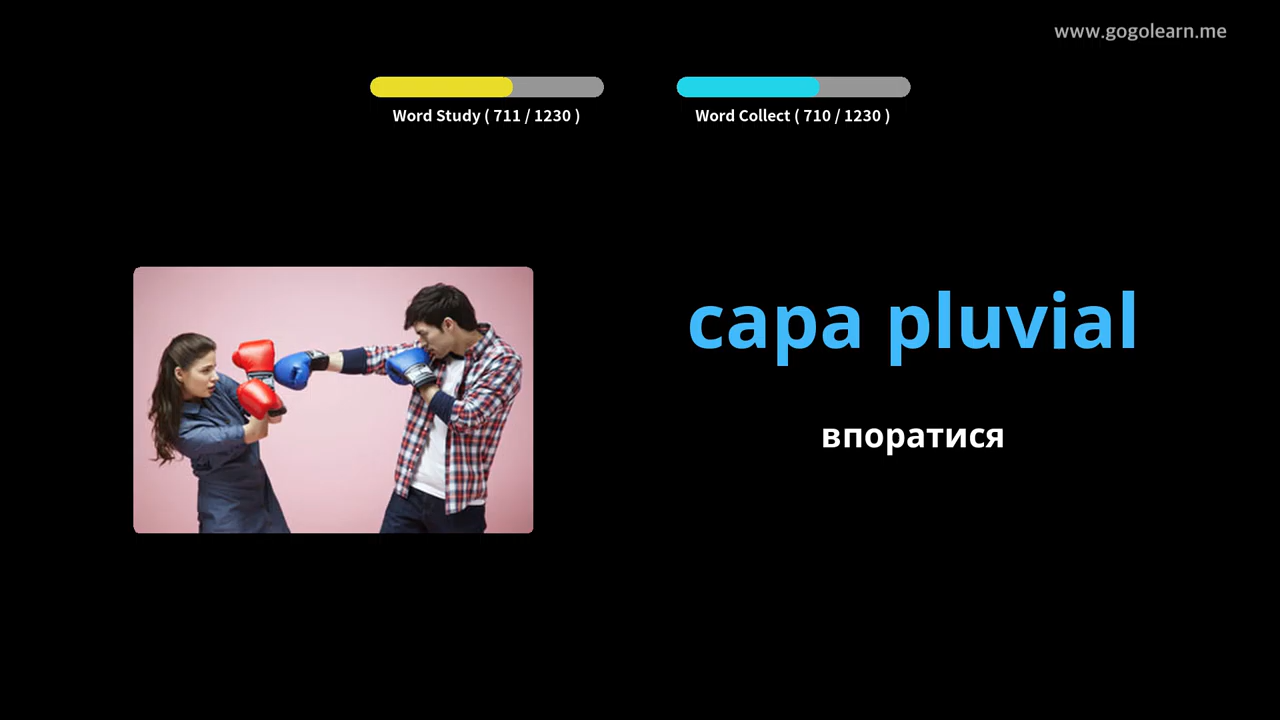 www.gogolearn.me
Word Study ( 711 / 1230 )
Word Collect ( 710 / 1230 )
capa pluvial
впоратися